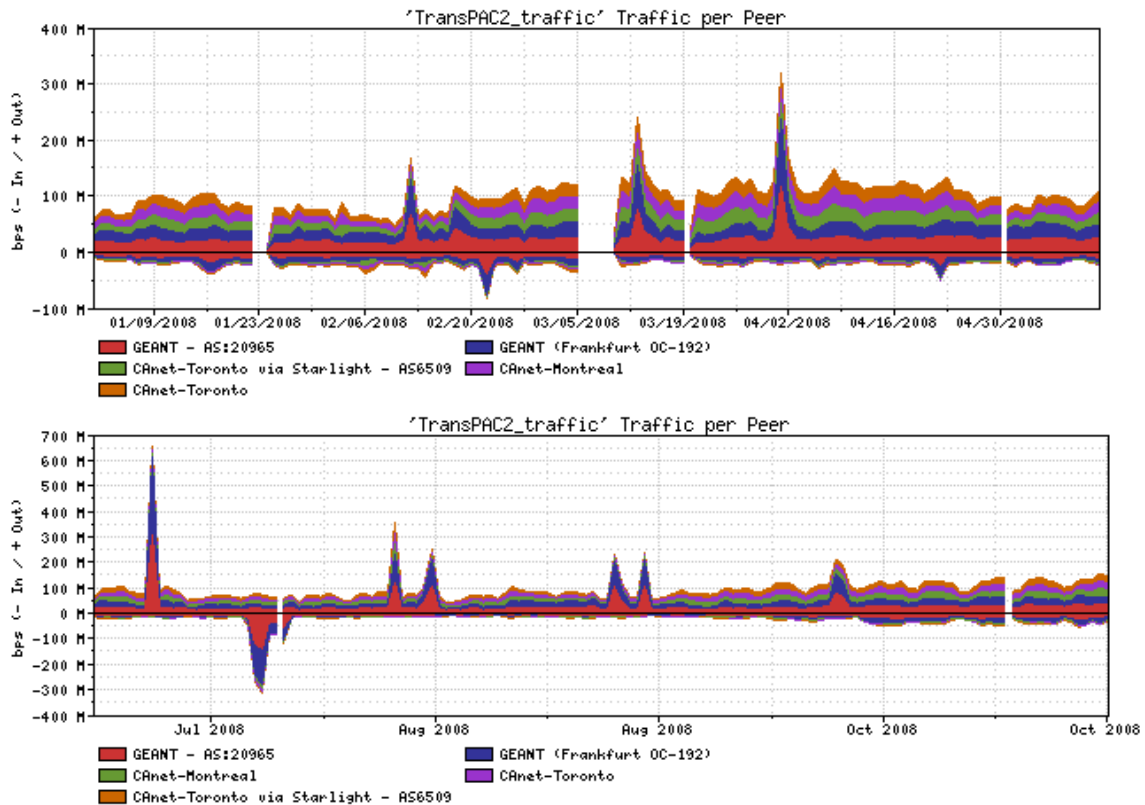 'TransPAC2_traffic' Traffic per Peer
400 M
300 M
200 M
100 M
0 M
-100 M
bps (- In / + Out)
01/09/2008 01/23/2008 02/06/2008 02/20/2008 03/05/2008 03/19/2008 04/02/2008 04/16/2008 04/30/2008
GEANT - AS:20965 GEANT (Frankfurt OC-192)
CAnet-Toronto via Starlight - AS6509 CAnet-Montreal
CAnet-Toronto
'TransPAC2_traffic' Traffic per Peer
700 M
600 M
500 M
400 M
300 M
200 M
100 M
0 M
-100 M
-200 M
-300 M
-400 M
bps (- In / + Out)
Jul 2008 Aug 2008 Aug 2008 Oct 2008 Oct 2008
GEANT - AS:20965 GEANT (Frankfurt OC-192)
CAnet-Montreal CAnet-Toronto
CAnet-Toronto via Starlight - AS6509